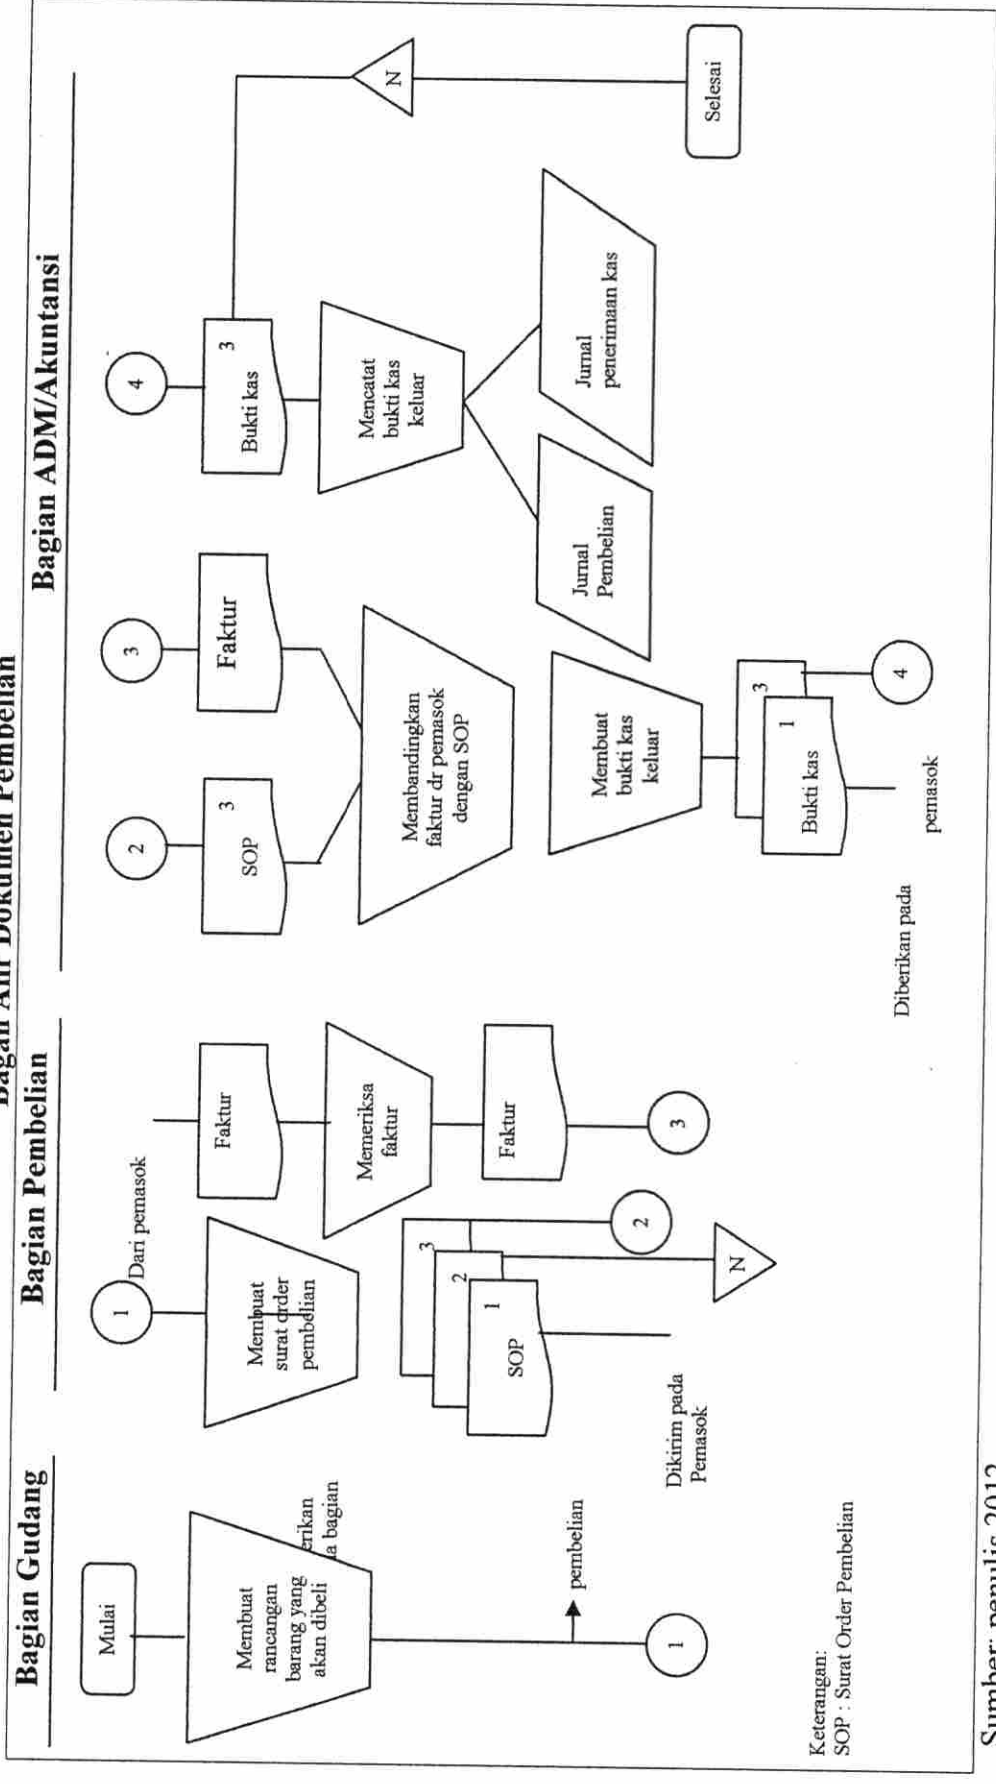 Bagan Alir Dokumen Pembelian
Bagian Gudang
Mulai
Membuat
rancangan
barang yang
akan dibeli
erikan
a bagian
pembelian
1
Bagian Pembelian
1
Dari pemasok
Membuat
surat order
pembelian
3
2
1
SOP
Dikirim pada
Pemasok
2
N
Faktur
Memeriksa
faktur
Faktur
3
Bagian ADM/Akuntansi
2
3
SOP
3
Faktur
Membandingkan
faktur dr pemasok
dengan SOP
Membuat
bukti kas
keluar
3
1
Bukti kas
4
Diberikan pada
pemasok
4
3
Bukti kas
Mencatat
bukti kas
keluar
Jurnal
Pembelian
Jurnal
penerimaan kas
N
Selesai
Keterangan:
SOP : Surat Order Pembelian
Sumber: penulis 2012